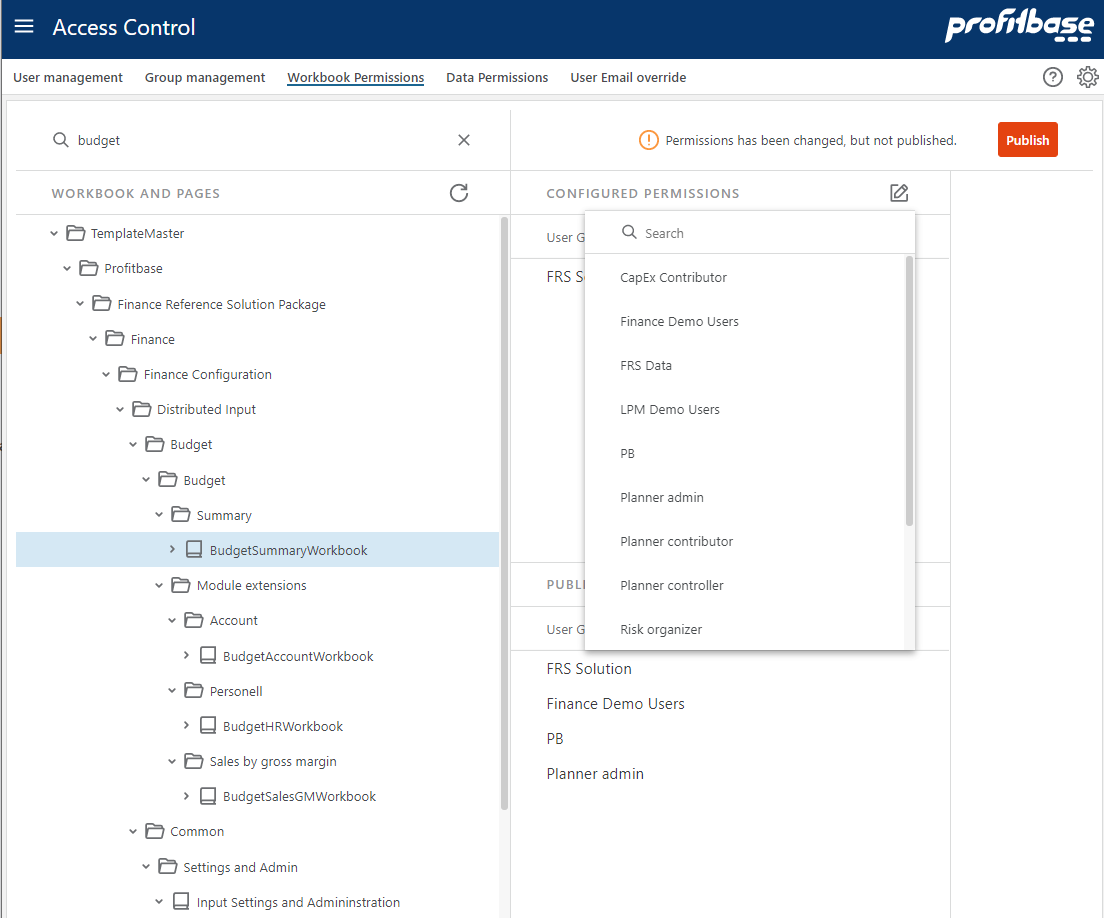 Access Control
profitbase
User management Group management Workbook Permissions Data Permissions User Email override
budget
Permissions has been changed, but not published.
Publish
WORKBOOK AND PAGES
TemplateMaster
Profitbase
Finance Reference Solution Package
Finance
Finance Configuration
Distributed Input
Budget
Budget
Summary
BudgetSummaryWorkbook
Module extensions
Account
BudgetAccountWorkbook
Personell
BudgetHRWorkbook
Sales by gross margin
BudgetSalesGMWorkbook
Common
Settings and Admin
Input Settings and Admininstration
CONFIGURED PERMISSIONS
User G
FRS S
Search
CapEx Contributor
Finance Demo Users
FRS Data
LPM Demo Users
PB
Planner admin
Planner contributor
Planner controller
Risk organizer
PUBLI
User G
FRS Solution
Finance Demo Users
PB
Planner admin